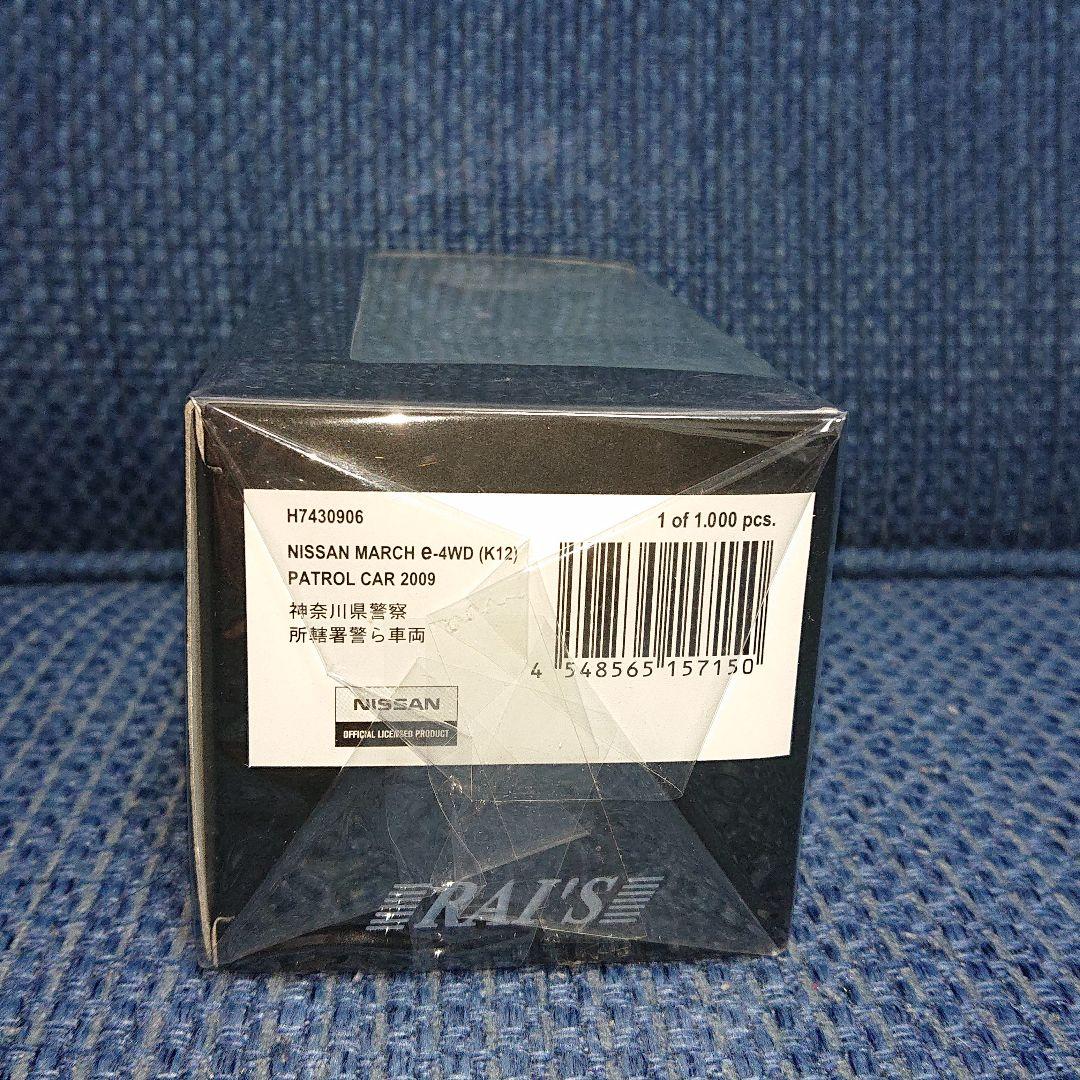 H7430906
1 of 1.000 pcs.
NISSAN MARCH e-4WD (K12)
PATROL CAR 2009
神奈川県警察
所轄署警ら車両
4 548565 157150
NISSAN
OFFICIAL LICENSED PRODUCT
RAI'S